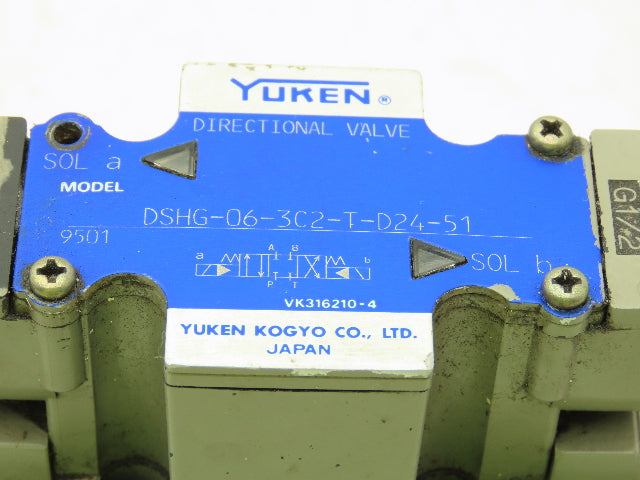 YUKEN®
DIRECTIONAL VALVE
SOL a
MODEL
DSHG-06-3C2-T-D24-51
9501
SOL b
a A B b
P T
VK316210-4
YUKEN KOGYO CO., LTD.
JAPAN
G1/2